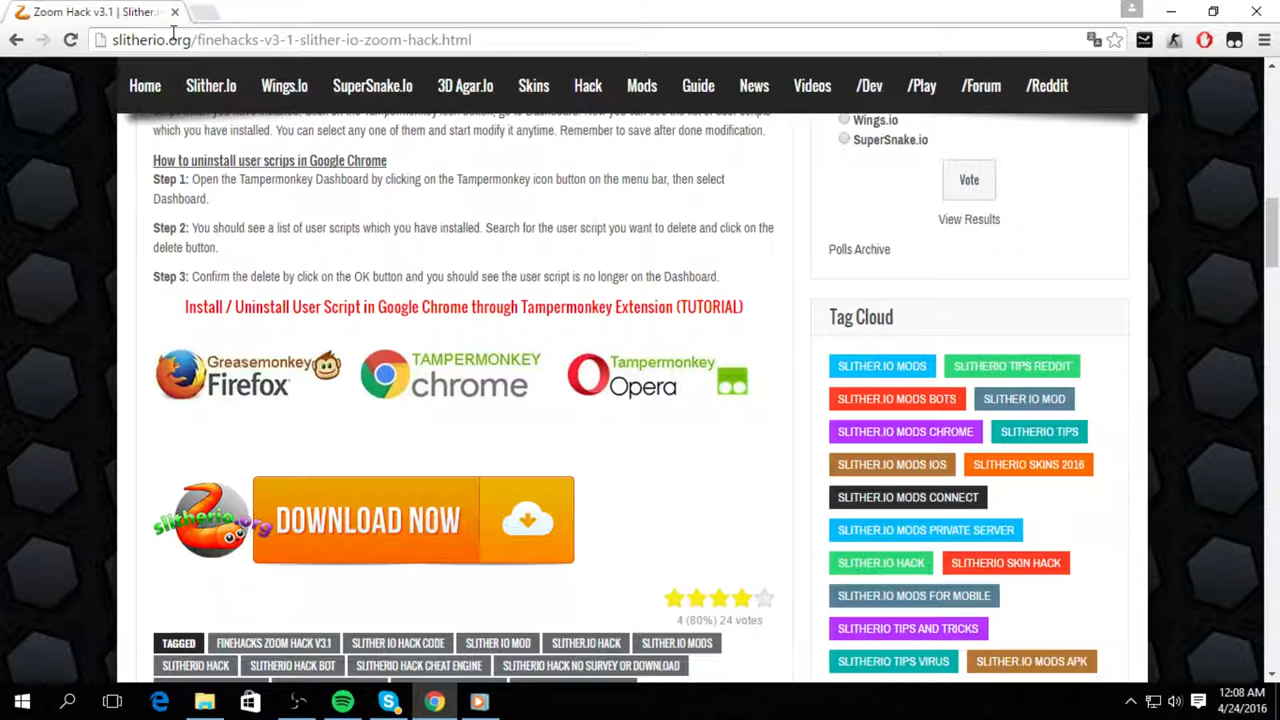 Zoom Hack v3.1 | Slither.i
slitherio.org/finehacks-v3-1-slither-io-zoom-hack.html
Home Slither.Io Wings.Io SuperSnake.Io 3D Agar.Io Skins Hack Mods Guide News Videos /Dev /Play /Forum /Reddit
which you have installed. You can select any one of them and start modify it anytime. Remember to save after done modification.
How to uninstall user scrips in Google Chrome
Step 1: Open the Tampermonkey Dashboard by clicking on the Tampermonkey icon button on the menu bar, then select
Dashboard.
Step 2: You should see a list of user scripts which you have installed. Search for the user script you want to delete and click on the
delete button.
Step 3: Confirm the delete by click on the OK button and you should see the user script is no longer on the Dashboard.
Install / Uninstall User Script in Google Chrome through Tampermonkey Extension (TUTORIAL)
Greasemonkey
Firefox
TAMPERMONKEY
chrome
Tampermonkey
Opera
slitherio.org
DOWNLOAD NOW
4 (80%) 24 votes
TAGGED FINEHACKS ZOOM HACK V3.1 SLITHER IO HACK CODE SLITHER IO MOD SLITHER.IO HACK SLITHER.IO MODS
SLITHERIO HACK SLITHERIO HACK BOT SLITHERIO HACK CHEAT ENGINE SLITHERIO HACK NO SURVEY OR DOWNLOAD
Wings.io
SuperSnake.io
Vote
View Results
Polls Archive
Tag Cloud
SLITHER.IO MODS SLITHERIO TIPS REDDIT
SLITHER.IO MODS BOTS SLITHER IO MOD
SLITHER.IO MODS CHROME SLITHERIO TIPS
SLITHER.IO MODS IOS SLITHERIO SKINS 2016
SLITHER.IO MODS CONNECT
SLITHER.IO MODS PRIVATE SERVER
SLITHER.IO HACK SLITHERIO SKIN HACK
SLITHER.IO MODS FOR MOBILE
SLITHERIO TIPS AND TRICKS
SLITHERIO TIPS VIRUS SLITHER.IO MODS APK
12:08 AM
4/24/2016